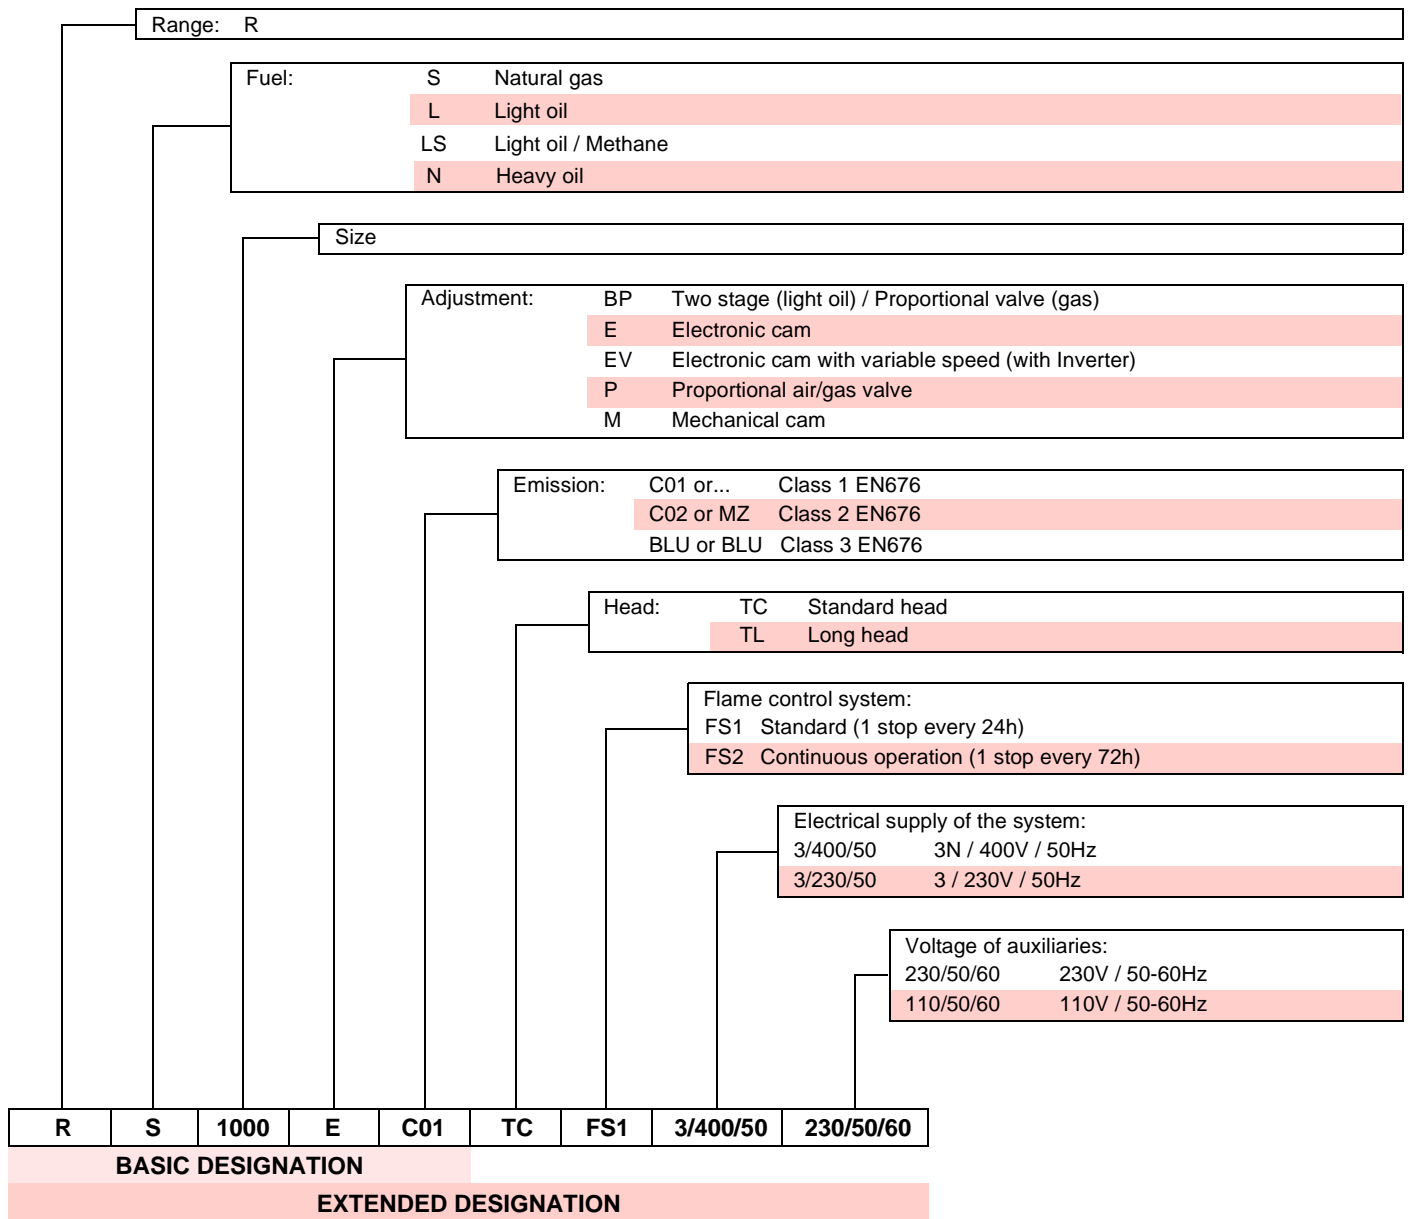 Range: R
Fuel: S Natural gas
L Light oil
LS Light oil / Methane
N Heavy oil
Size
Adjustment: BP Two stage (light oil) / Proportional valve (gas)
E Electronic cam
EV Electronic cam with variable speed (with Inverter)
P Proportional air/gas valve
M Mechanical cam
Emission: C01 or... Class 1 EN676
C02 or MZ Class 2 EN676
BLU or BLU Class 3 EN676
Head: TC Standard head
TL Long head
Flame control system:
FS1 Standard (1 stop every 24h)
FS2 Continuous operation (1 stop every 72h)
Electrical supply of the system:
3/400/50 3N / 400V / 50Hz
3/230/50 3 / 230V / 50Hz
Voltage of auxiliaries:
230/50/60 230V / 50-60Hz
110/50/60 110V / 50-60Hz
R S 1000 E C01 TC FS1 3/400/50 230/50/60
BASIC DESIGNATION
EXTENDED DESIGNATION